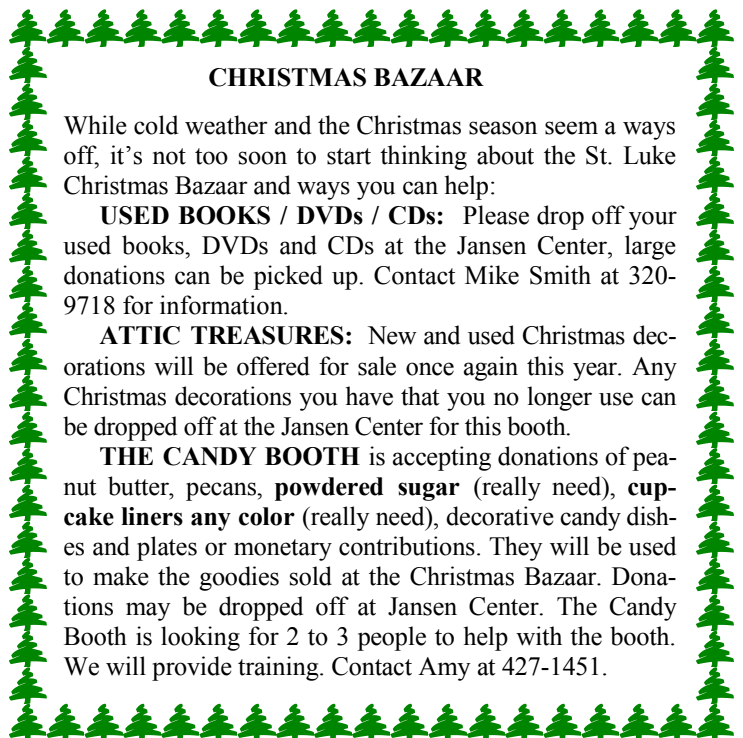 CHRISTMAS BAZAAR
While cold weather and the Christmas season seem a ways
off, it’s not too soon to start thinking about the St. Luke
Christmas Bazaar and ways you can help:
USED BOOKS / DVDs / CDs: Please drop off your
used books, DVDs and CDs at the Jansen Center, large
donations can be picked up. Contact Mike Smith at 320-
9718 for information.
ATTIC TREASURES: New and used Christmas dec-
orations will be offered for sale once again this year. Any
Christmas decorations you have that you no longer use can
be dropped off at the Jansen Center for this booth.
THE CANDY BOOTH is accepting donations of pea-
nut butter, pecans, powdered sugar (really need), cup-
cake liners any color (really need), decorative candy dish-
es and plates or monetary contributions. They will be used
to make the goodies sold at the Christmas Bazaar. Dona-
tions may be dropped off at Jansen Center. The Candy
Booth is looking for 2 to 3 people to help with the booth.
We will provide training. Contact Amy at 427-1451.